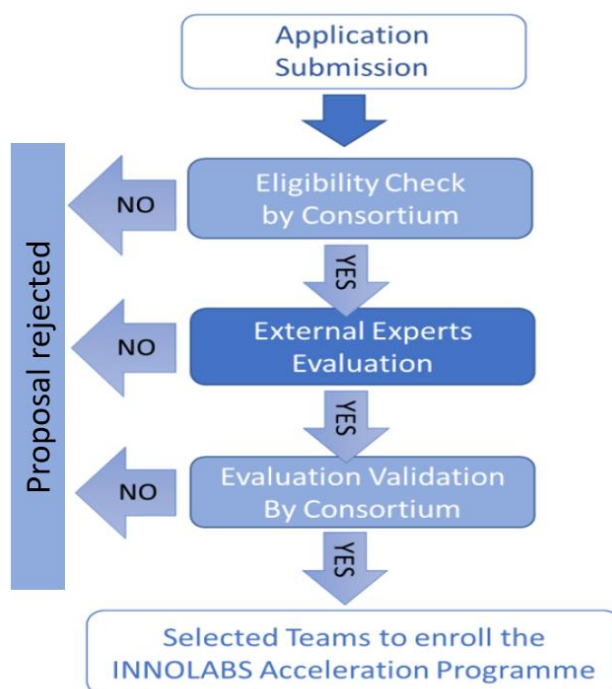 Application
Submission
Proposal rejected
NO
Eligibility Check
by Consortium
YES
NO
External Experts
Evaluation
YES
NO
Evaluation Validation
By Consortium
YES
Selected Teams to enroll the
INNOLABS Acceleration Programme